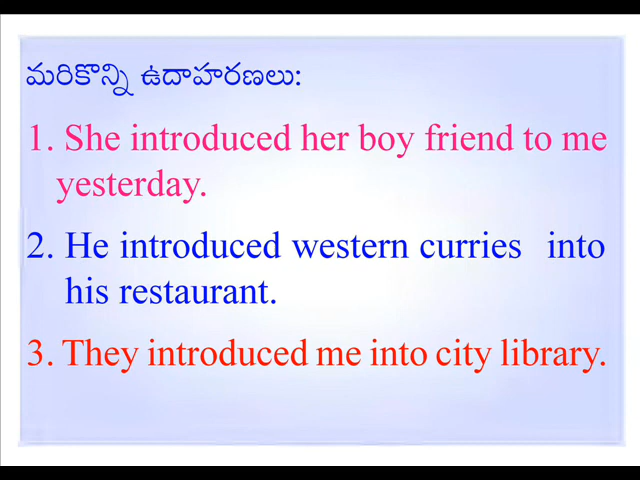 మరికొన్ని ఉదాహరణలు:
1. She introduced her boy friend to me
yesterday.
2. He introduced western curries into
his restaurant.
3. They introduced me into city library.